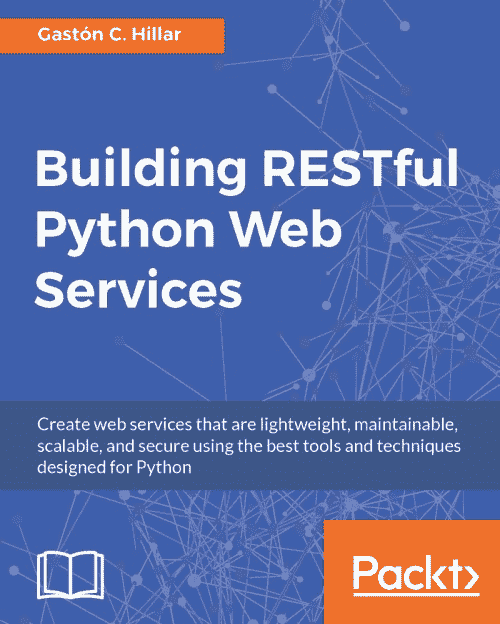 Gastón C. Hillar
Building RESTful
Python Web
Services
Create web services that are lightweight, maintainable,
scalable, and secure using the best tools and techniques
designed for Python
Packt>